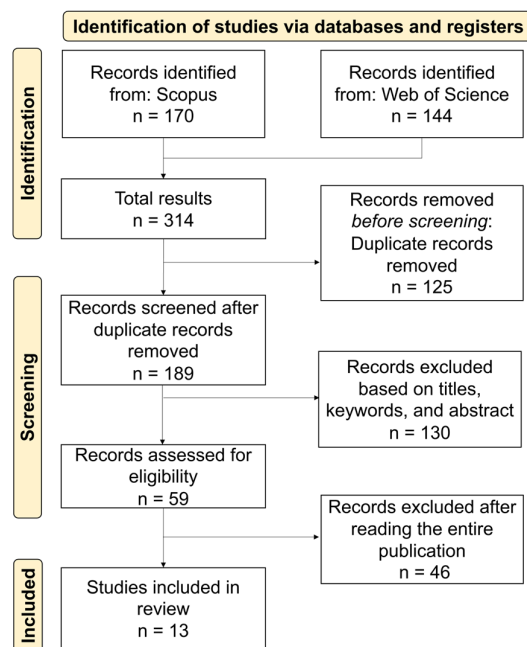 Identification of studies via databases and registers
Identification
Records identified
from: Scopus
n = 170
Records identified
from: Web of Science
n = 144
Total results
n = 314
Records removed
before screening:
Duplicate records
removed
n = 125
Screening
Records screened after
duplicate records
removed
n = 189
Records excluded
based on titles,
keywords, and abstract
n = 130
Records assessed for
eligibility
n = 59
Records excluded after
reading the entire
publication
n = 46
Included
Studies included in
review
n = 13